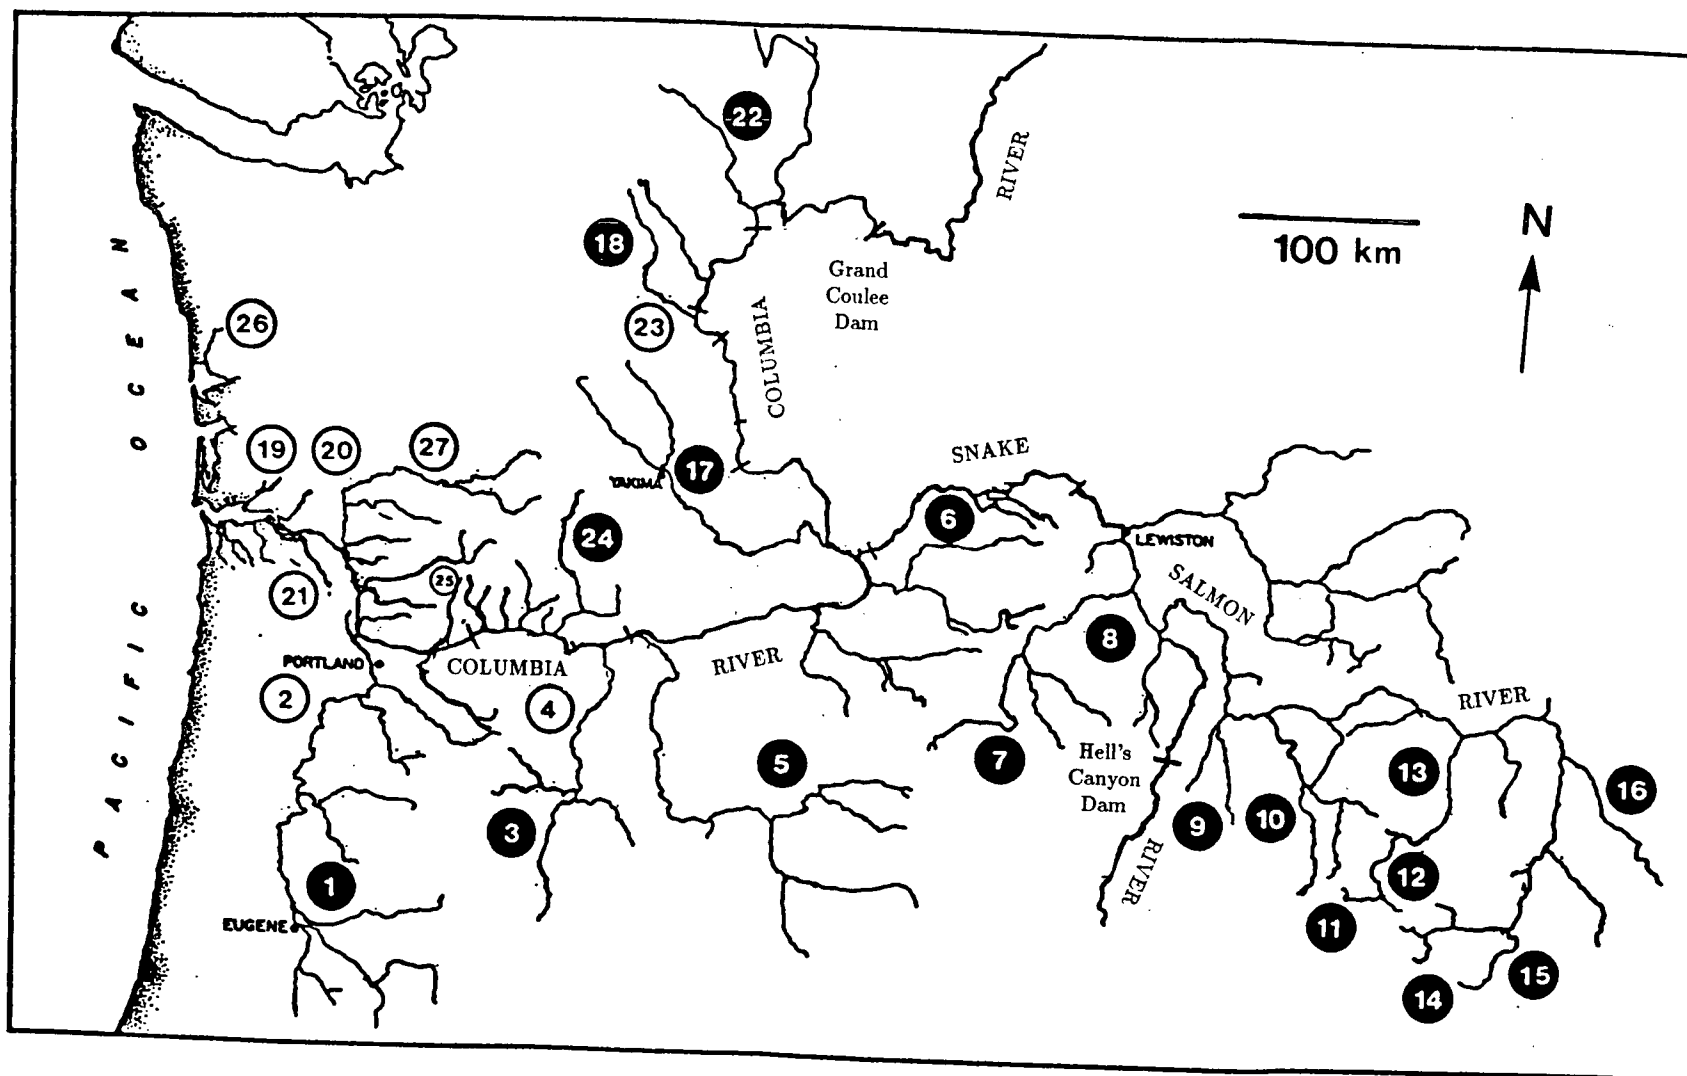 22
RIVER
18
N
100 km
Grand
Coulee
Dam
26
23
COLUMBIA
PACIFIC OCEAN
19
20
27
SNAKE
YAKIMA
17
6
24
LEWISTON
25
SALMON
21
8
PORTLAND
COLUMBIA
RIVER
2
4
RIVER
7
5
Hell's
Canyon
Dam
13
16
3
9
10
RIVER
1
12
EUGENE
11
15
14